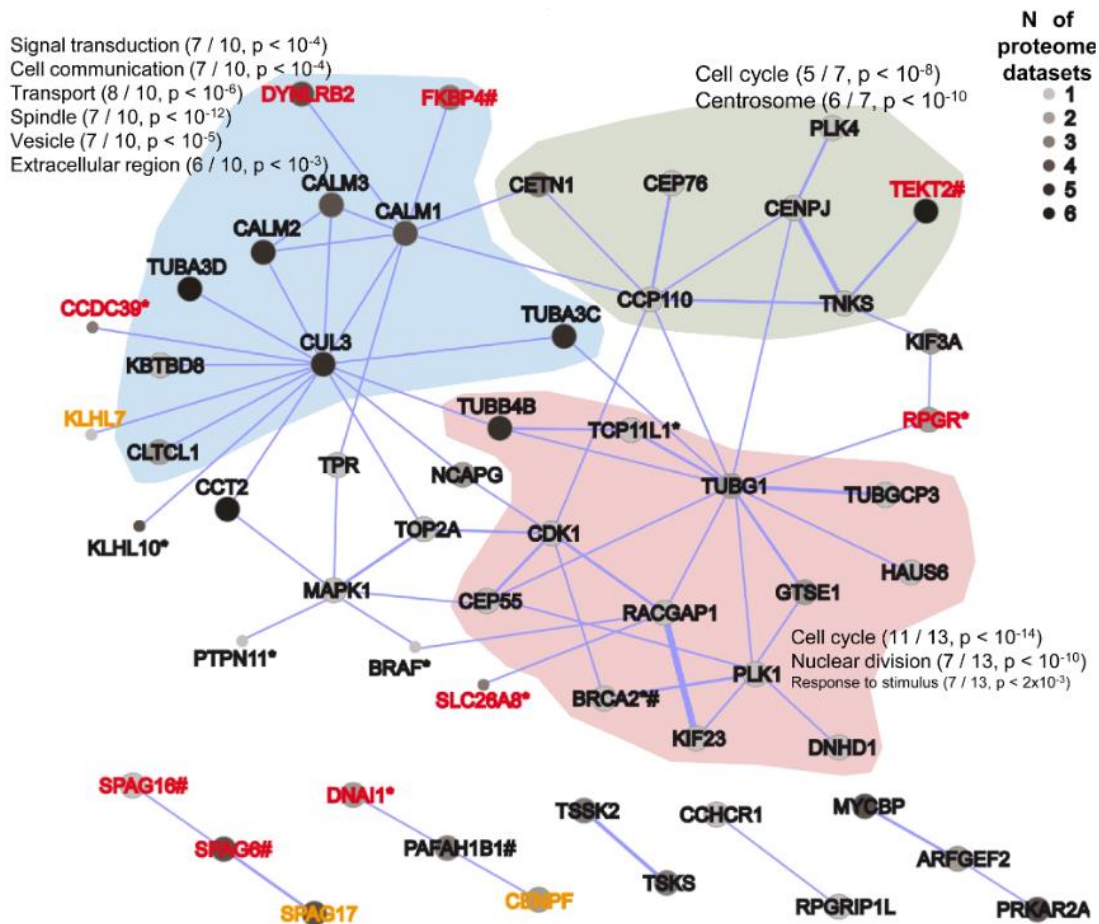 N of
proteome
datasets
1
2
3
4
5
6
Signal transduction (7 / 10, p < 10-4)
Cell communication (7 / 10, p < 10-4)
Transport (8 / 10, p < 10-6)
Spindle (7 / 10, p < 10-12)
Vesicle (7 / 10, p < 10-5)
Extracellular region (6 / 10, p < 10-3)
Cell cycle (5 / 7, p < 10-8)
Centrosome (6 / 7, p < 10-10
DYNLRB2
FKBP4#
PLK4
CALM3
CETN1
CEP76
TEKT2#
CALM1
CENPJ
CALM2
TUBA3D
CCDC39*
CCP110
TNKS
TUBA3C
CUL3
KIF3A
KBTBD8
KLHL7
TUBB4B
RPGR*
TCP11L1*
CLTCL1
TPR
NCAPG
CCT2
TUBG1
TUBGCP3
TOP2A
CDK1
KLHL10*
HAUS6
MAPK1
CEP55
RACGAP1
GTSE1
Cell cycle (11 / 13, p < 10-14)
Nuclear division (7 / 13, p < 10-10)
Response to stimulus (7 / 13, p < 2x10-3)
PTPN11*
BRAF*
PLK1
SLC26A8*
BRCA2*#
KIF23
DNHD1
SPAG16#
DNAI1*
TSSK2
CCHCR1
MYCBP
SPAG6#
PAFAH1B1#
ARFGEF2
TSKS
SPAG17
CENPF
RPGRIP1L
PRKAR2A